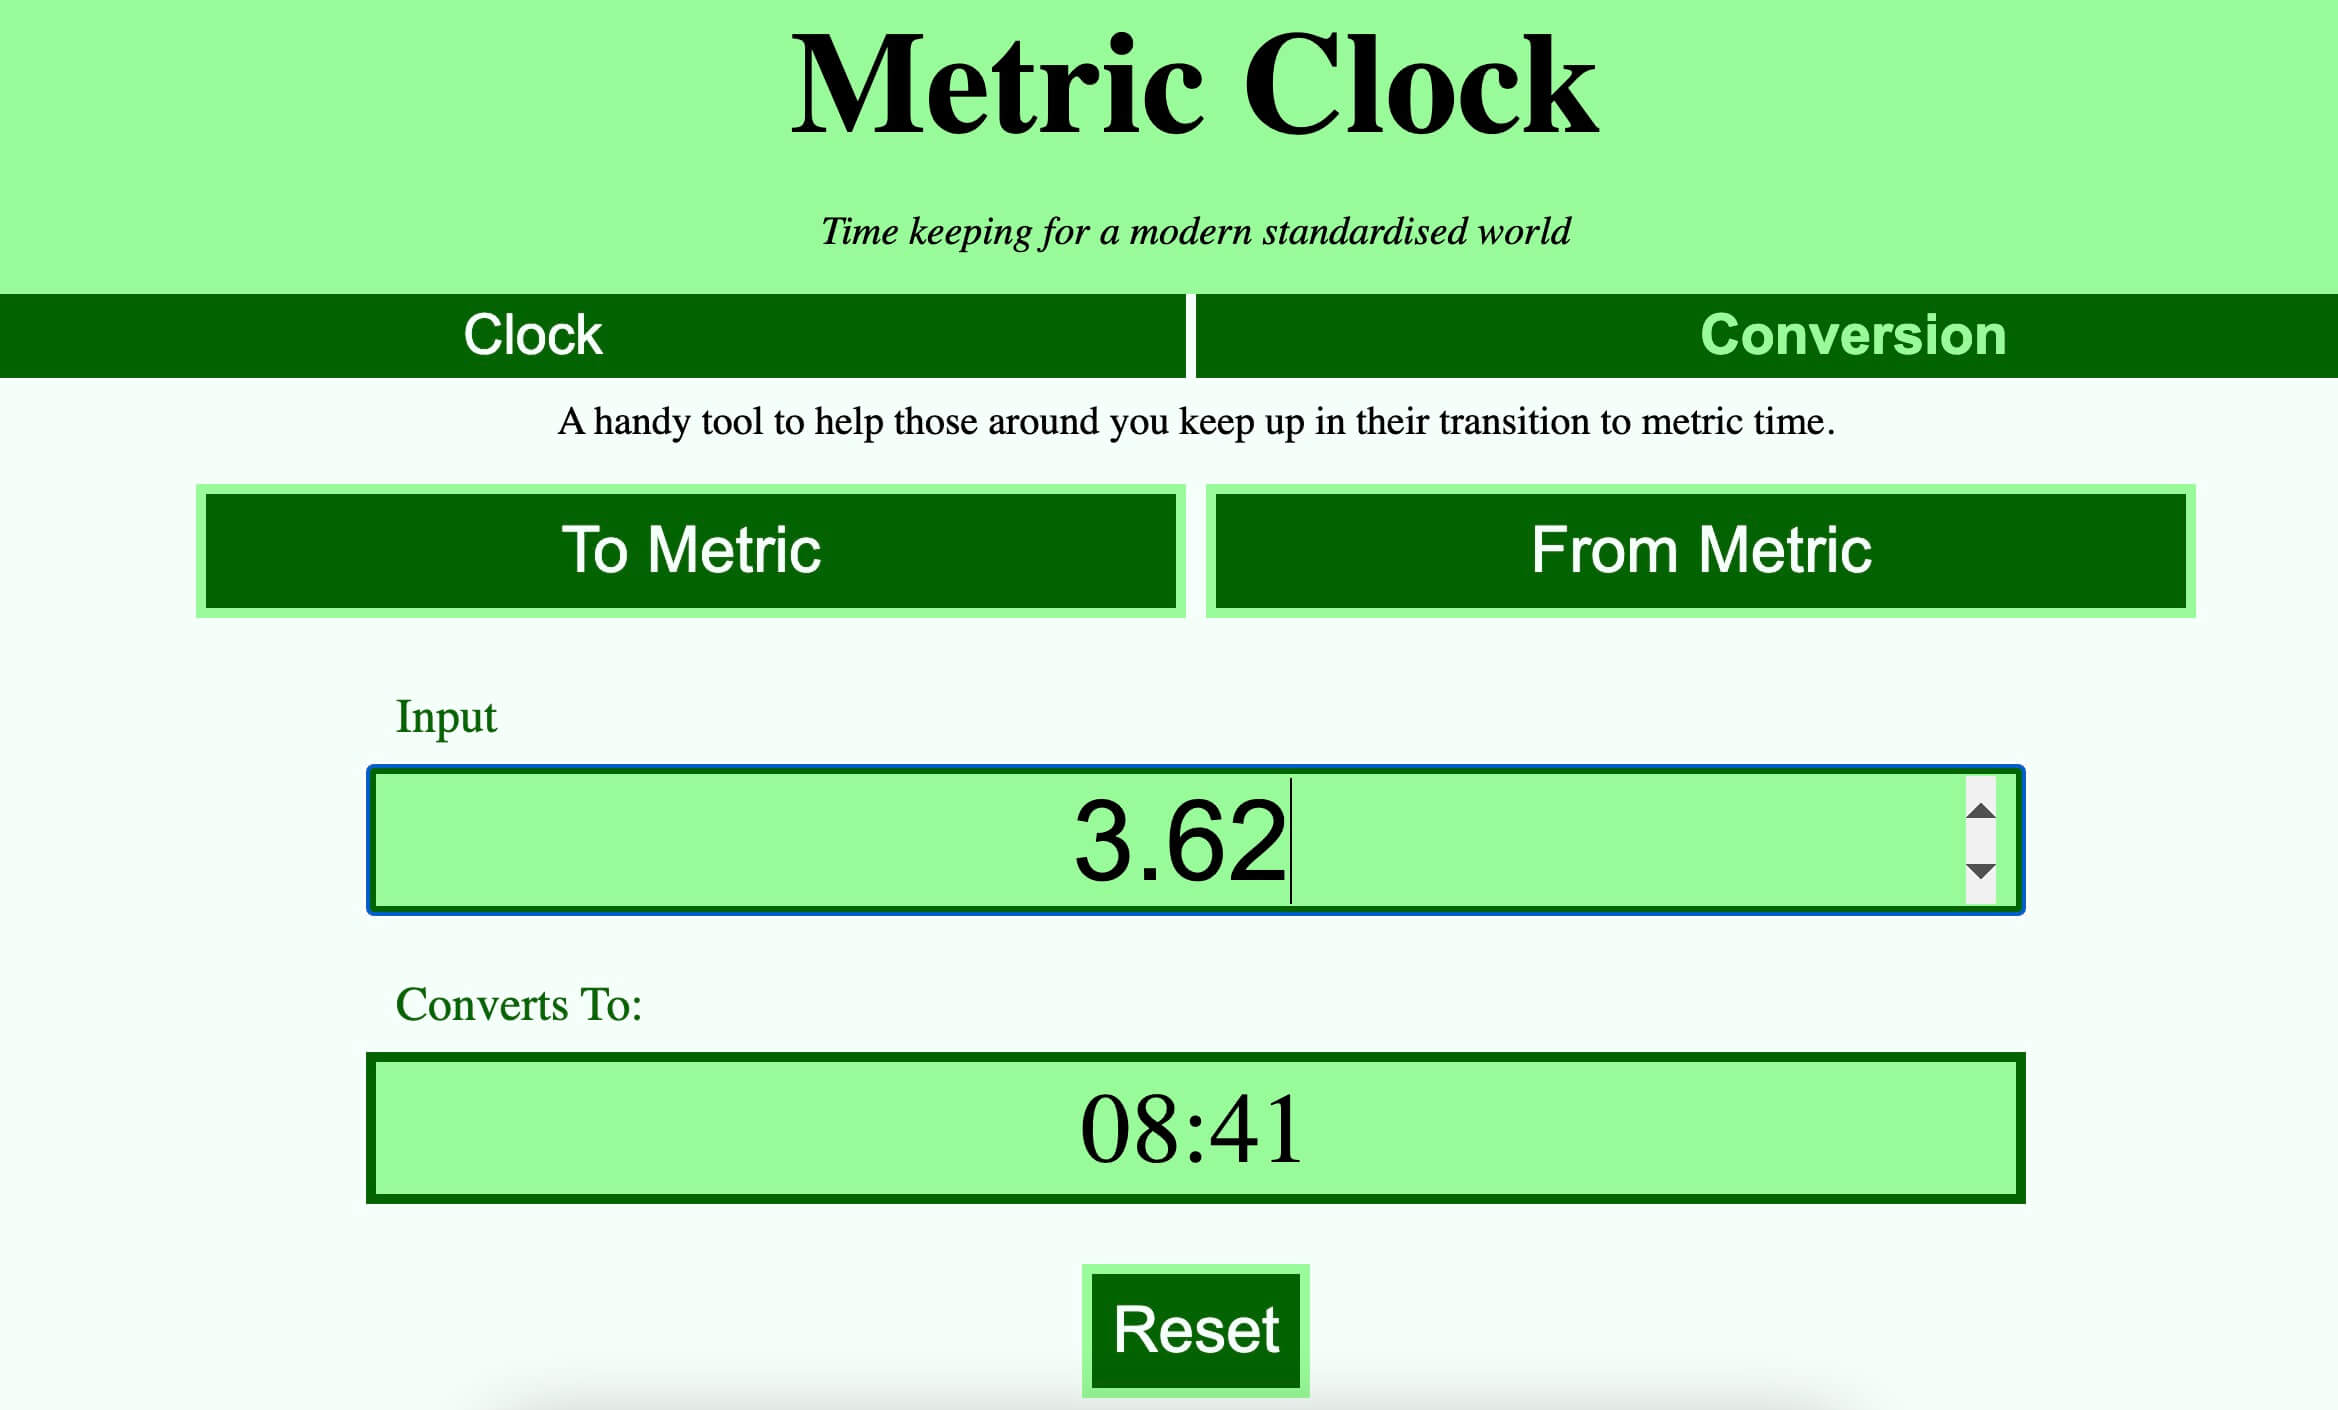 Metric Clock
Time keeping for a modern standardised world
Clock
Conversion
A handy tool to help those around you keep up in their transition to metric time.
To Metric
From Metric
Input
3.62
Converts To:
08:41
Reset